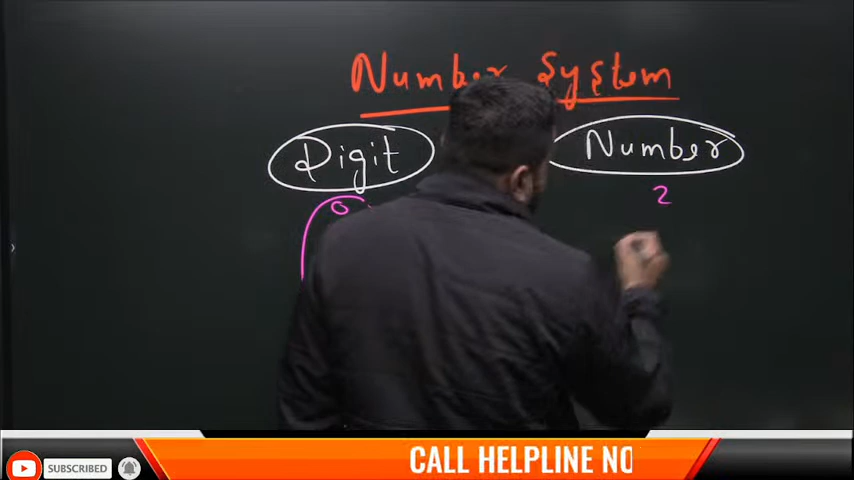 Number System
Digit Number
0 2
SUBSCRIBED
CALL HELPLINE NO